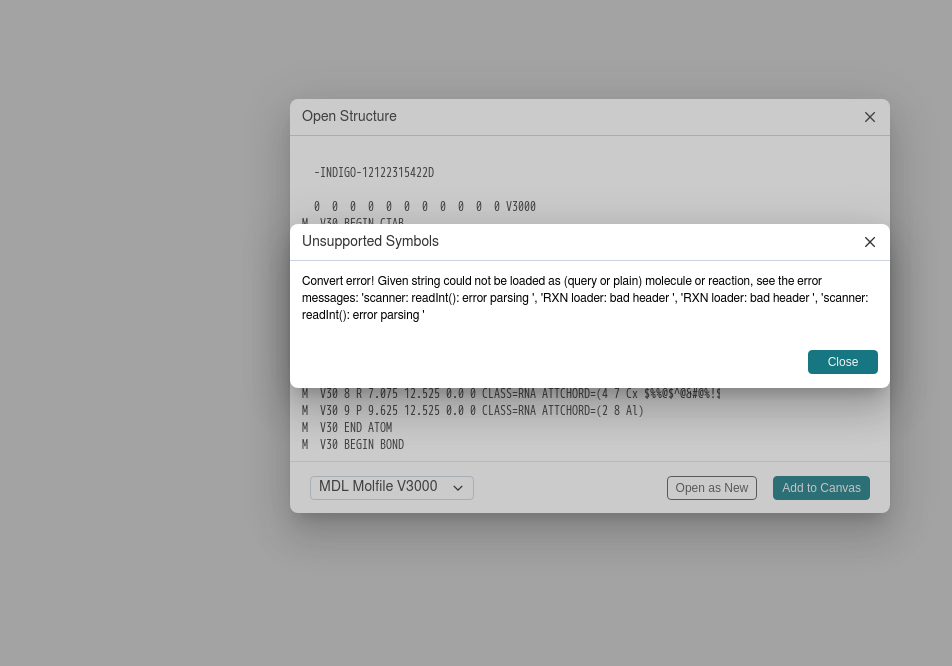 Open Structure
-INDIGO-12122315422D
0 0 0 0 0 0 0 0 0 0 0 V3000
M V30 BEGIN CTAB
Unsupported Symbols
Convert error! Given string could not be loaded as (query or plain) molecule or reaction, see the error
messages: 'scanner: readInt(): error parsing ', 'RXN loader: bad header ', 'RXN loader: bad header ', 'scanner:
readInt(): error parsing '
Close
M V30 8 R 7.075 12.525 0.0 0 CLASS=RNA ATTCHORD=(4 7 Cx
M V30 9 P 9.625 12.525 0.0 0 CLASS=RNA ATTCHORD=(2 8 Al)
M V30 END ATOM
M V30 BEGIN BOND
MDL Molfile V3000
Open as New
Add to Canvas